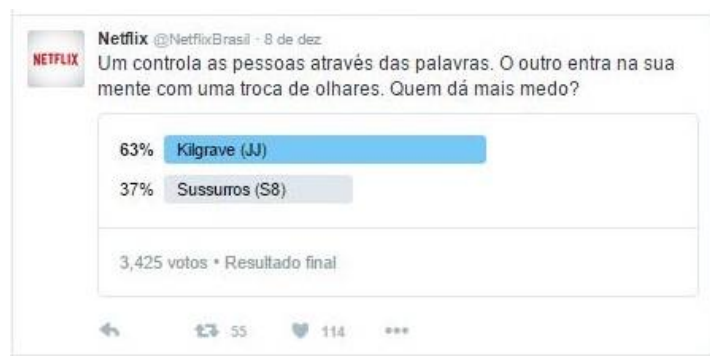 NETFLIX
Netflix @NetflixBrasil · 8 de dez
Um controla as pessoas através das palavras. O outro entra na sua
mente com uma troca de olhares. Quem dá mais medo?
63% Kilgrave (JJ)
37% Sussurros (S8)
3,425 votos • Resultado final
55 114